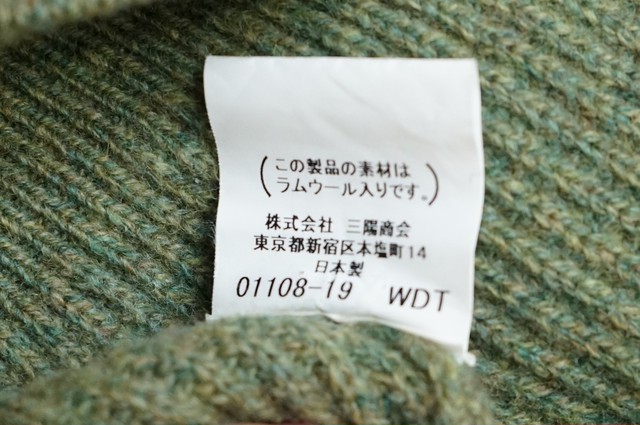 この製品の素材は
ラムウール入りです。
株式会社 三陽商会
東京都新宿区本塩町14
日本製
01108-19 WDT